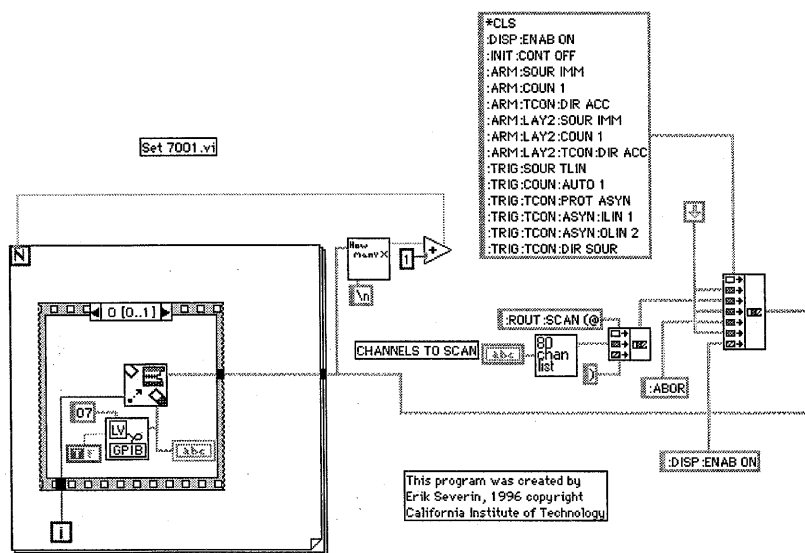 *CLS
:DISP:ENAB ON
:INIT:CONT OFF
:ARM:SOUR IMM
:ARM:COUN 1
:ARM:TCON:DIR ACC
:ARM:LAY2:SOUR IMM
:ARM:LAY2:COUN 1
:ARM:LAY2:TCON:DIR ACC
:TRIG:SOUR TLIN
:TRIG:COUN:AUTO 1
:TRIG:TCON:PROT ASYN
:TRIG:TCON:ASYN:ILIN 1
:TRIG:TCON:ASYN:OLIN 2
:TRIG:TCON:DIR SOUR
Set 7001.vi
N
How
many X
1
+
\n
0 [0..1]
:ROUT:SCAN (@
CHANNELS TO SCAN
abc
80
chan
list
)
:ABOR
07
LV
GPIB
T F
abc
:DISP:ENAB ON
i
This program was created by
Erik Severin, 1996 copyright
California Institute of Technology